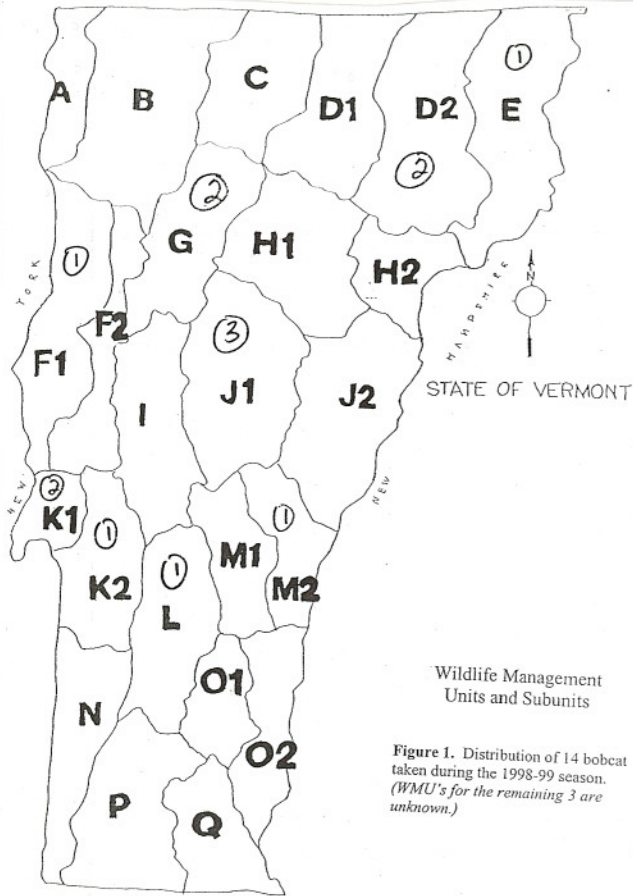 A
B
C
D1
D2
1
E
2
2
G
H1
H2
1
YORK
F2
F1
3
J1
I
J2
HAMPSHIRE
N
STATE OF VERMONT
NEW
2
K1
1
K2
1
L
M1
1
M2
NEW
N
O1
O2
P
Q
Wildlife Management
Units and Subunits
Figure 1. Distribution of 14 bobcat
taken during the 1998-99 season.
(WMU's for the remaining 3 are
unknown.)